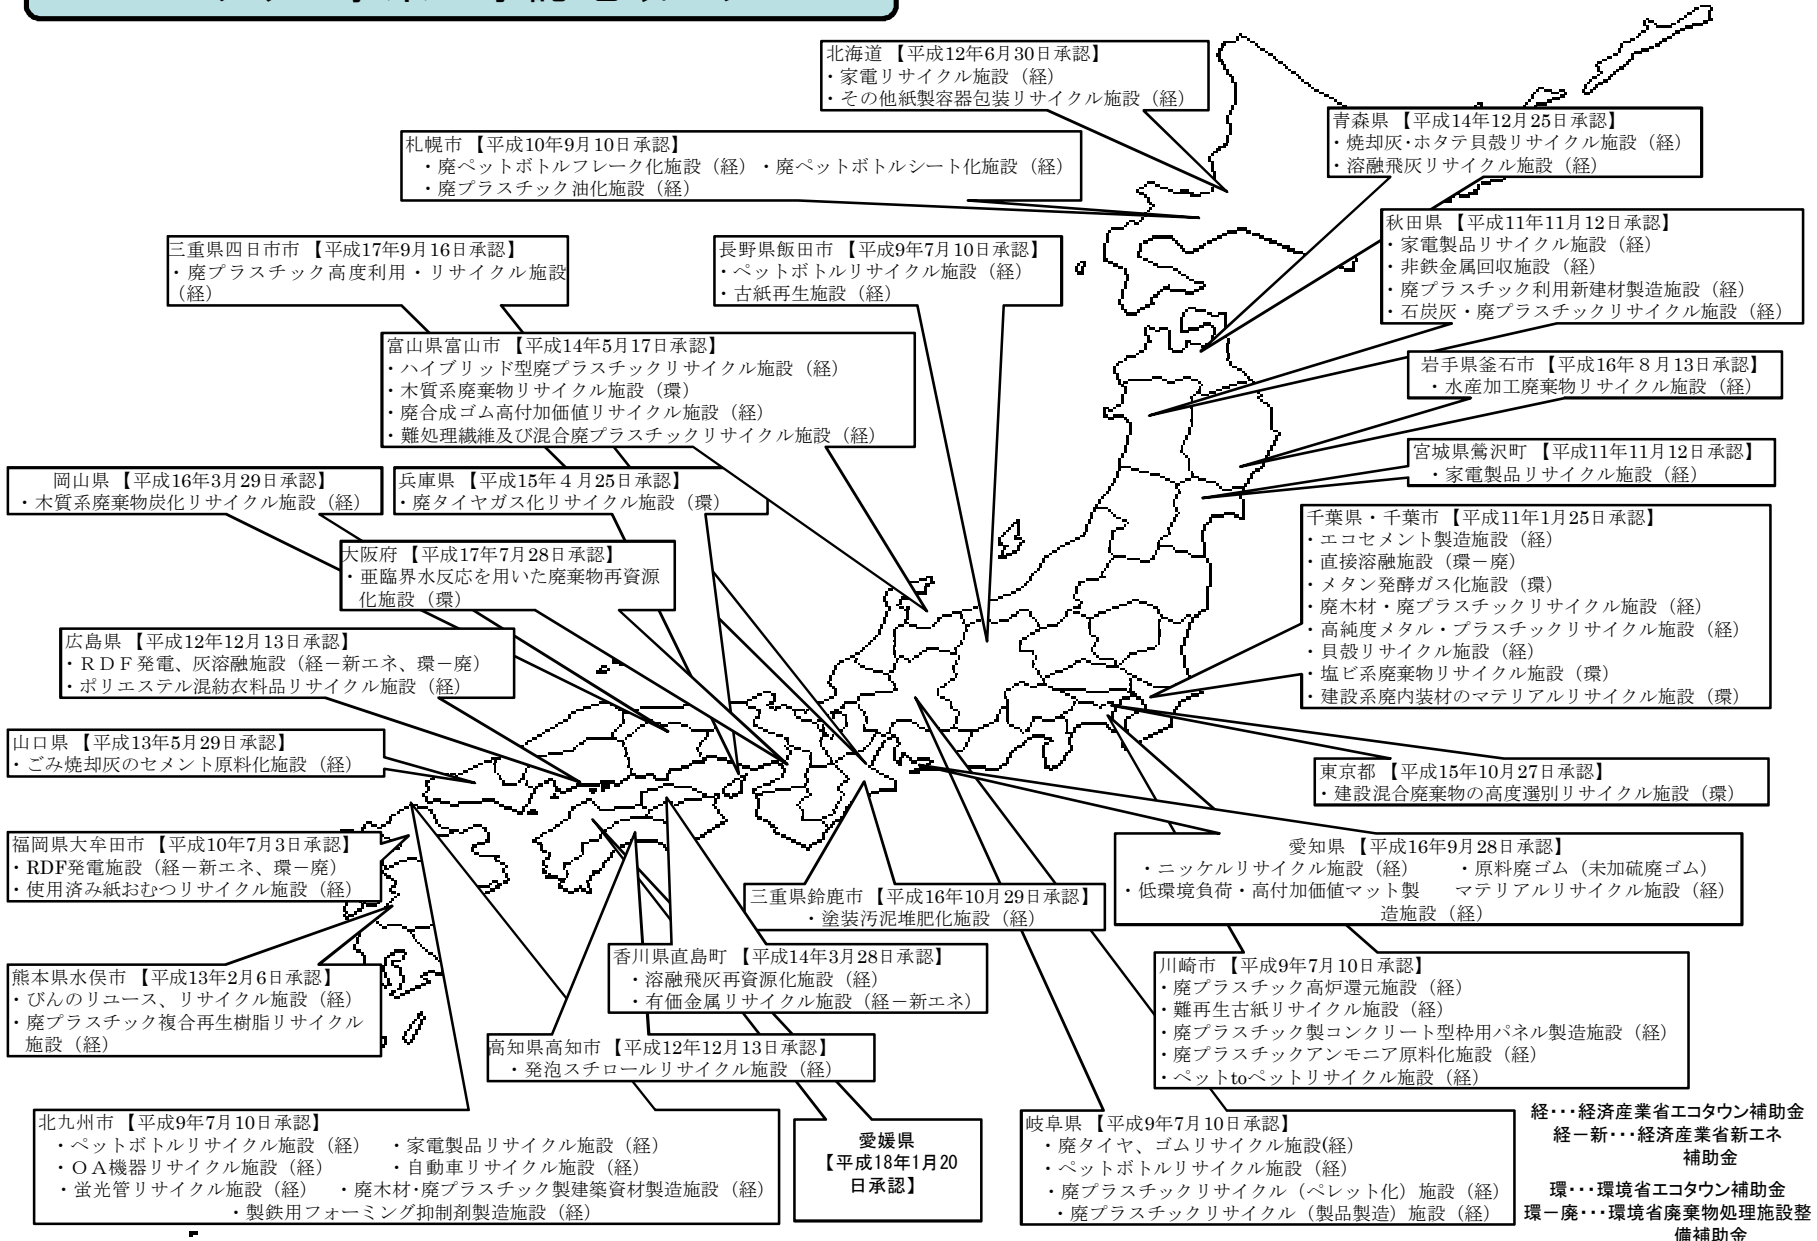 北海道 【平成12年6月30日承認】
・家電リサイクル施設（経）
・その他紙製容器包装リサイクル施設（経）
青森県 【平成14年12月25日承認】
・焼却灰・ホタテ貝殻リサイクル施設（経）
・溶融飛灰リサイクル施設（経）
札幌市 【平成10年9月10日承認】
・廃ペットボトルフレーク化施設（経）・廃ペットボトルシート化施設（経）
・廃プラスチック油化施設（経）
秋田県 【平成11年11月12日承認】
・家電製品リサイクル施設（経）
・非鉄金属回収施設（経）
・廃プラスチック利用新建材製造施設（経）
・石炭灰・廃プラスチックリサイクル施設（経）
三重県四日市市 【平成17年9月16日承認】
・廃プラスチック高度利用・リサイクル施設
（経）
長野県飯田市 【平成9年7月10日承認】
・ペットボトルリサイクル施設（経）
・古紙再生施設（経）
富山県富山市 【平成14年5月17日承認】
・ハイブリッド型廃プラスチックリサイクル施設（経）
・木質系廃棄物リサイクル施設（環）
・廃合成ゴム高付加価値リサイクル施設（経）
・難処理繊維及び混合廃プラスチックリサイクル施設（経）
岩手県釜石市 【平成16年８月13日承認】
・水産加工廃棄物リサイクル施設（経）
宮城県鶯沢町 【平成11年11月12日承認】
・家電製品リサイクル施設（経）
岡山県 【平成16年3月29日承認】
・木質系廃棄物炭化リサイクル施設（経）
兵庫県 【平成15年４月25日承認】
・廃タイヤガス化リサイクル施設（環）
千葉県・千葉市 【平成11年1月25日承認】
・エコセメント製造施設（経）
・直接溶融施設（環－廃）
・メタン発酵ガス化施設（環）
・廃木材・廃プラスチックリサイクル施設（経）
・高純度メタル・プラスチックリサイクル施設（経）
・貝殻リサイクル施設（経）
・塩ビ系廃棄物リサイクル施設（環）
・建設系廃内装材のマテリアルリサイクル施設（環）
大阪府 【平成17年7月28日承認】
・亜臨界水反応を用いた廃棄物再資源
化施設（環）
広島県 【平成12年12月13日承認】
・ＲＤＦ発電、灰溶融施設（経－新エネ、環－廃）
・ポリエステル混紡衣料品リサイクル施設（経）
山口県 【平成13年5月29日承認】
・ごみ焼却灰のセメント原料化施設（経）
東京都 【平成15年10月27日承認】
・建設混合廃棄物の高度選別リサイクル施設（環）
福岡県大牟田市 【平成10年7月3日承認】
・RDF発電施設（経－新エネ、環－廃）
・使用済み紙おむつリサイクル施設（経）
愛知県 【平成16年9月28日承認】
・ニッケルリサイクル施設（経）　・原料廃ゴム（未加硫廃ゴム）
・低環境負荷・高付加価値マット製　マテリアルリサイクル施設（経）
造施設（経）
三重県鈴鹿市 【平成16年10月29日承認】
・塗装汚泥堆肥化施設（経）
香川県直島町 【平成14年3月28日承認】
・溶融飛灰再資源化施設（経）
・有価金属リサイクル施設（経－新エネ）
熊本県水俣市 【平成13年2月6日承認】
・びんのリユース、リサイクル施設（経）
・廃プラスチック複合再生樹脂リサイクル
施設（経）
川崎市 【平成9年7月10日承認】
・廃プラスチック高炉還元施設（経）
・難再生古紙リサイクル施設（経）
・廃プラスチック製コンクリート型枠用パネル製造施設（経）
・廃プラスチックアンモニア原料化施設（経）
・ペットtoペットリサイクル施設（経）
高知県高知市 【平成12年12月13日承認】
・発泡スチロールリサイクル施設（経）
北九州市 【平成9年7月10日承認】
・ペットボトルリサイクル施設（経）　・家電製品リサイクル施設（経）
・ＯＡ機器リサイクル施設（経）　・自動車リサイクル施設（経）
・蛍光管リサイクル施設（経）　・廃木材・廃プラスチック製建築資材製造施設（経）
・製鉄用フォーミング抑制剤製造施設（経）
愛媛県
【平成18年1月20
日承認】
岐阜県 【平成9年7月10日承認】
・廃タイヤ、ゴムリサイクル施設(経）
・ペットボトルリサイクル施設（経）
・廃プラスチックリサイクル（ペレット化）施設（経）
・廃プラスチックリサイクル（製品製造）施設（経）
経・・・経済産業省エコタウン補助金
経－新・・・経済産業省新エネ
補助金
環・・・環境省エコタウン補助金
環－廃・・・環境省廃棄物処理施設整
備補助金